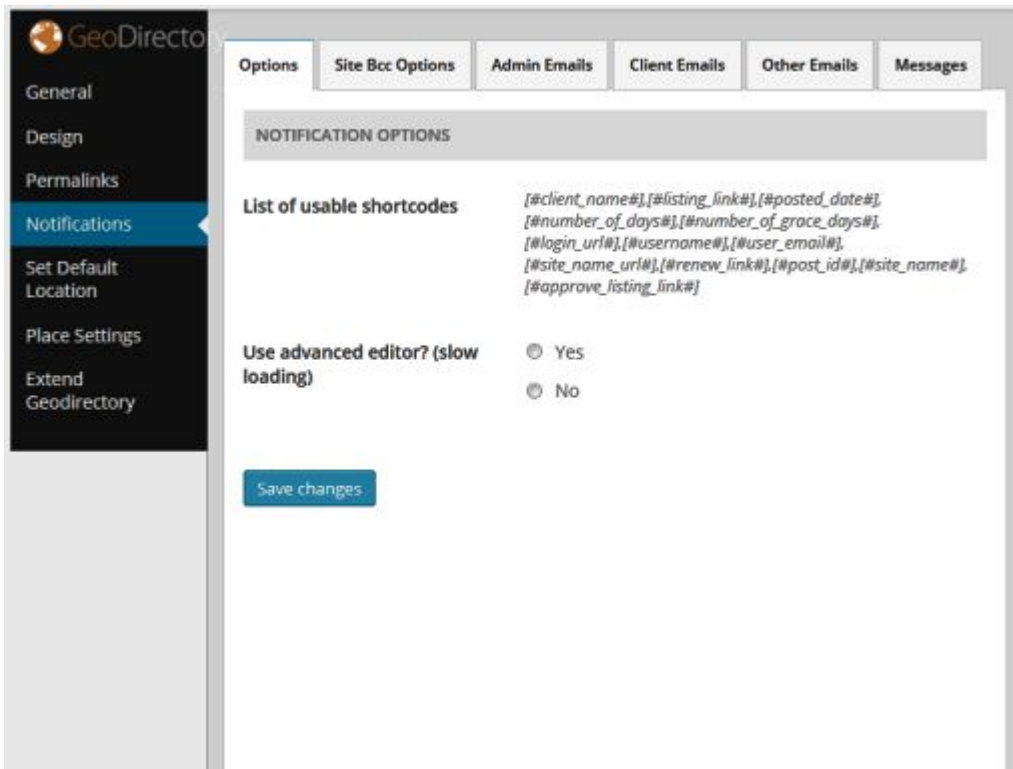 GeoDirectory
General
Design
Permalinks
Notifications
Set Default
Location
Place Settings
Extend
Geodirectory
Options
Site Bcc Options
Admin Emails
Client Emails
Other Emails
Messages
NOTIFICATION OPTIONS
List of usable shortcodes
[#client_name#],[#listing_link#],[#posted_date#],
[#number_of_days#],[#number_of_grace_days#],
[#login_url#],[#username#],[#user_email#],
[#site_name_url#],[#renew_link#],[#post_id#],[#site_name#],
[#approve_listing_link#]
Use advanced editor? (slow
loading)
Yes
No
Save changes